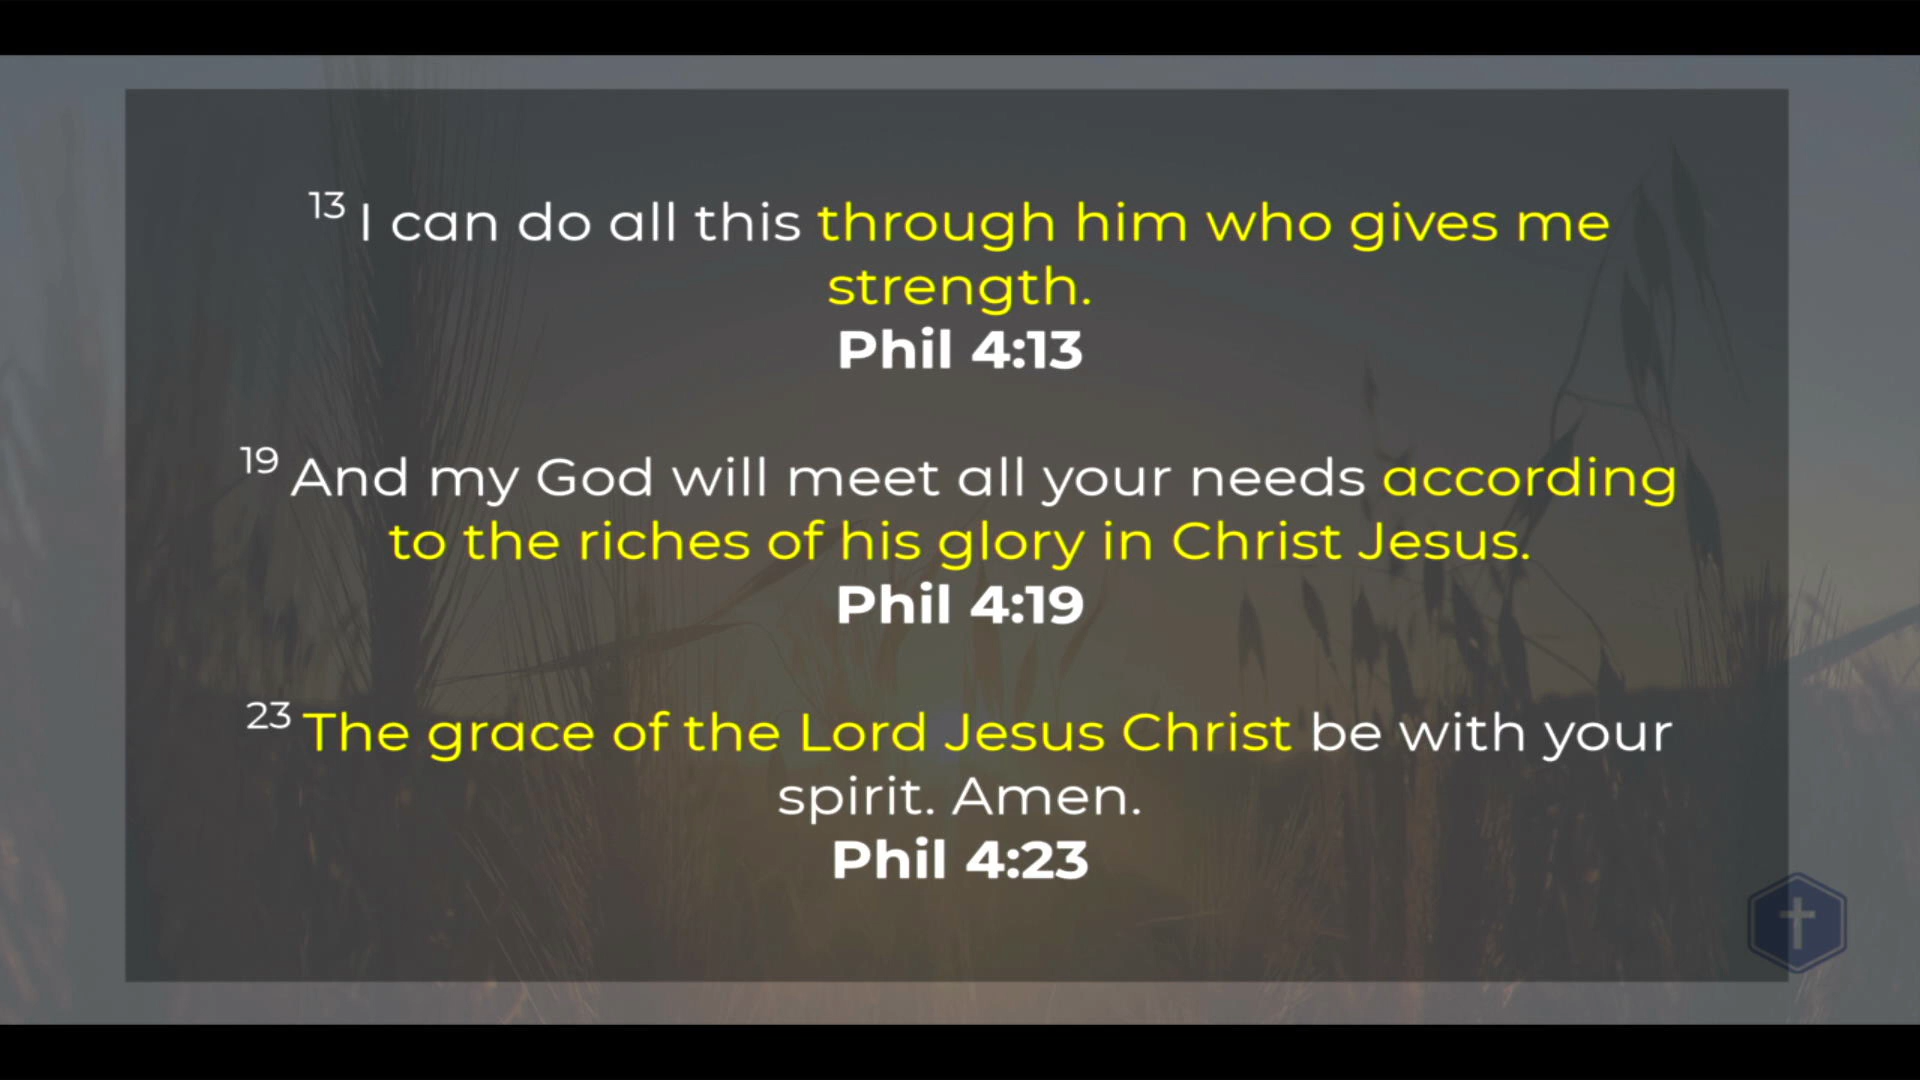 13 I can do all this through him who gives me
strength.
Phil 4:13
19 And my God will meet all your needs according
to the riches of his glory in Christ Jesus.
Phil 4:19
23 The grace of the Lord Jesus Christ be with your
spirit. Amen.
Phil 4:23